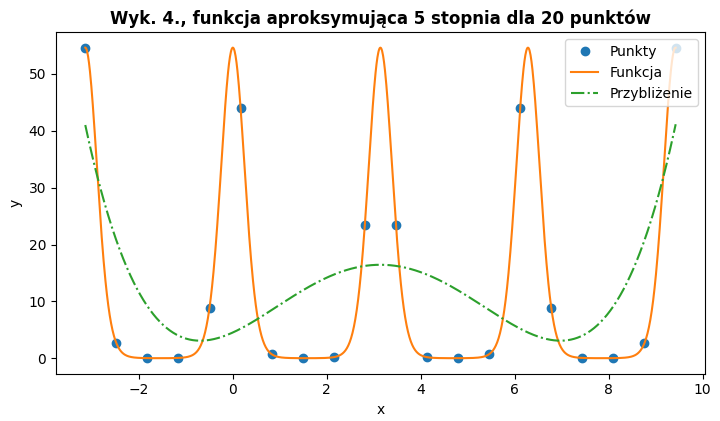 Wyk. 4., funkcja aproksymująca 5 stopnia dla 20 punktów
Punkty
Funkcja
Przybliżenie
y
50
40
30
20
10
0
−2
0
2
4
6
8
10
x